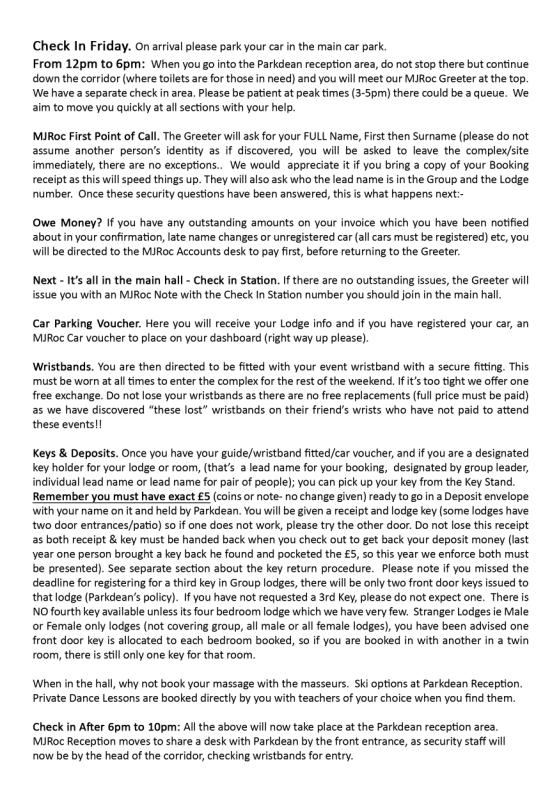 Check In Friday. On arrival please park your car in the main car park.
From 12pm to 6pm: When you go into the Parkdean reception area, do not stop there but continue
down the corridor (where toilets are for those in need) and you will meet our MJRoc Greeter at the top.
We have a separate check in area. Please be patient at peak times (3-5pm) there could be a queue. We
aim to move you quickly at all sections with your help.
MJRoc First Point of Call. The Greeter will ask for your FULL Name, First then Surname (please do not
assume another person's identity as if discovered, you will be asked to leave the complex/site
immediately, there are no exceptions.. We would appreciate it if you bring a copy of your Booking
receipt as this will speed things up. They will also ask who the lead name is in the Group and the Lodge
number. Once these security questions have been answered, this is what happens next:-
Owe Money? If you have any outstanding amounts on your invoice which you have been notified
about in your confirmation, late name changes or unregistered car (all cars must be registered) etc, you
will be directed to the MJRoc Accounts desk to pay first, before returning to the Greeter.
Next - It's all in the main hall - Check in Station. If there are no outstanding issues, the Greeter will
issue you with an MJRoc Note with the Check In Station number you should join in the main hall.
Car Parking Voucher. Here you will receive your Lodge info and if you have registered your car, an
MJRoc Car voucher to place on your dashboard (right way up please).
Wristbands. You are then directed to be fitted with your event wristband with a secure fitting. This
must be worn at all times to enter the complex for the rest of the weekend. If it's too tight we offer one
free exchange. Do not lose your wristbands as there are no free replacements (full price must be paid)
as we have discovered "these lost" wristbands on their friend's wrists who have not paid to attend
these events!!
Keys & Deposits. Once you have your guide/wristband fitted/car voucher, and if you are a designated
key holder for your lodge or room, (that's a lead name for your booking, designated by group leader,
individual lead name or lead name for pair of people); you can pick up your key from the Key Stand.
Remember you must have exact £5 (coins or note- no change given) ready to go in a Deposit envelope
with your name on it and held by Parkdean. You will be given a receipt and lodge key (some lodges have
two door entrances/patio) so if one does not work, please try the other door. Do not lose this receipt
as both receipt & key must be handed back when you check out to get back your deposit money (last
year one person brought a key back he found and pocketed the £5, so this year we enforce both must
be presented). See separate section about the key return procedure. Please note if you missed the
deadline for registering for a third key in Group lodges, there will be only two front door keys issued to
that lodge (Parkdean's policy). If you have not requested a 3rd Key, please do not expect one. There is
NO fourth key available unless its four bedroom lodge which we have very few. Stranger Lodges ie Male
or Female only lodges (not covering group, all male or all female lodges), you have been advised one
front door key is allocated to each bedroom booked, so if you are booked in with another in a twin
room, there is still only one key for that room.
When in the hall, why not book your massage with the masseurs. Ski options at Parkdean Reception.
Private Dance Lessons are booked directly by you with teachers of your choice when you find them.
Check in After 6pm to 10pm: All the above will now take place at the Parkdean reception area.
MJRoc Reception moves to share a desk with Parkdean by the front entrance, as security staff will
now be by the head of the corridor, checking wristbands for entry.